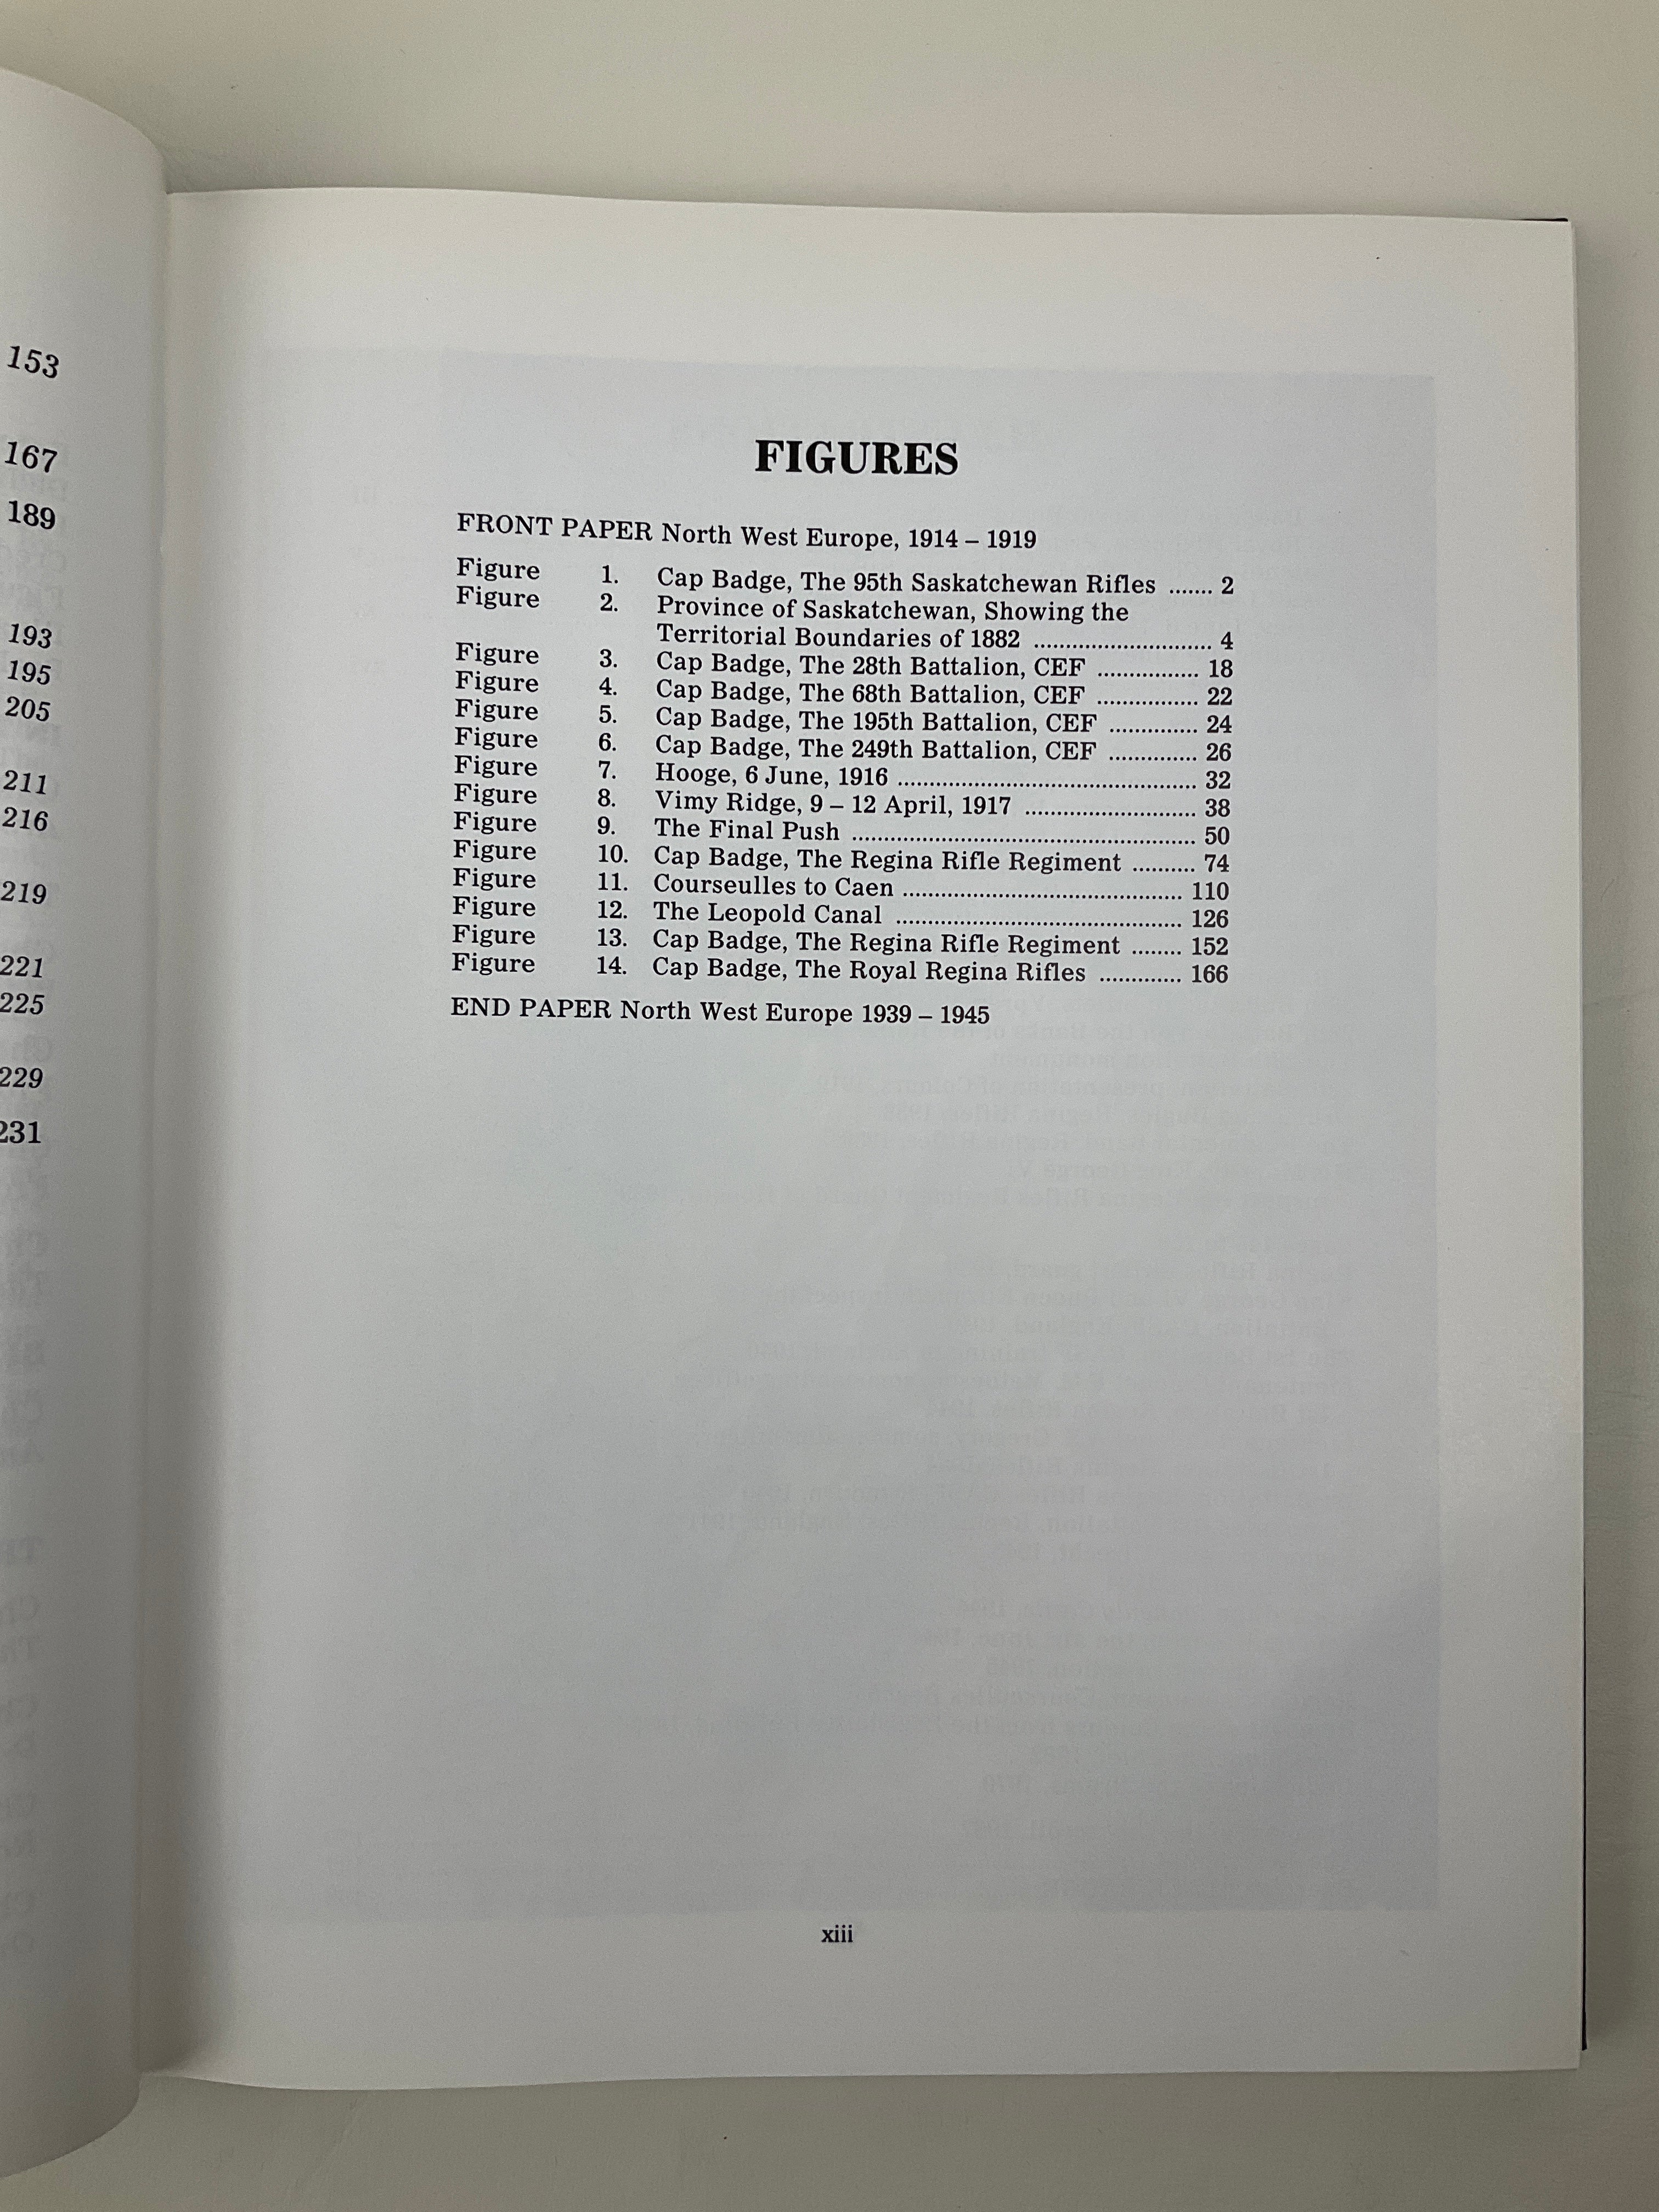 153
167
189
193
195
205
211
216
219
221
225
229
231
FIGURES
FRONT PAPER North West Europe, 1914 – 1919
Figure 1. Cap Badge, The 95th Saskatchewan Rifles ....... 2
Figure 2. Province of Saskatchewan, Showing the
Territorial Boundaries of 1882 .............................. 4
Figure 3. Cap Badge, The 28th Battalion, CEF ................. 18
Figure 4. Cap Badge, The 68th Battalion, CEF ................. 22
Figure 5. Cap Badge, The 195th Battalion, CEF ............... 24
Figure 6. Cap Badge, The 249th Battalion, CEF ............... 26
Figure 7. Hooge, 6 June, 1916 .................................................. 32
Figure 8. Vimy Ridge, 9 – 12 April, 1917 ............................. 38
Figure 9. The Final Push .......................................................... 50
Figure 10. Cap Badge, The Regina Rifle Regiment .......... 74
Figure 11. Courseulles to Caen ............................................... 110
Figure 12. The Leopold Canal ................................................ 126
Figure 13. Cap Badge, The Regina Rifle Regiment ........ 152
Figure 14. Cap Badge, The Royal Regina Rifles ............. 166
END PAPER North West Europe 1939 – 1945
xiii